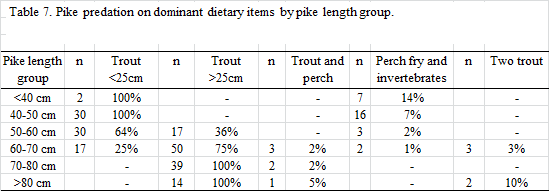 Table 7. Pike predation on dominant dietary items by pike length group.
Pike length group n Trout <25cm n Trout >25cm n Trout and perch n Perch fry and invertebrates n Two trout
<40 cm 2 100% - - 7 14% -
40-50 cm 30 100% - - 16 7% -
50-60 cm 30 64% 17 36% - 3 2% -
60-70 cm 17 25% 50 75% 3 2% 2 1% 3 3%
70-80 cm - 39 100% 2 2% - -
>80 cm - 14 100% 1 5% - 2 10%